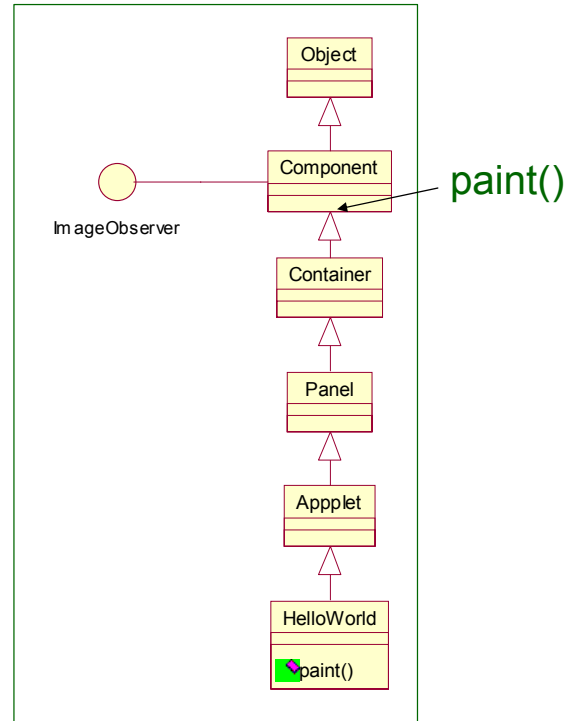 Object
Component
paint()
ImageObserver
Container
Panel
Appplet
HelloWorld
paint()